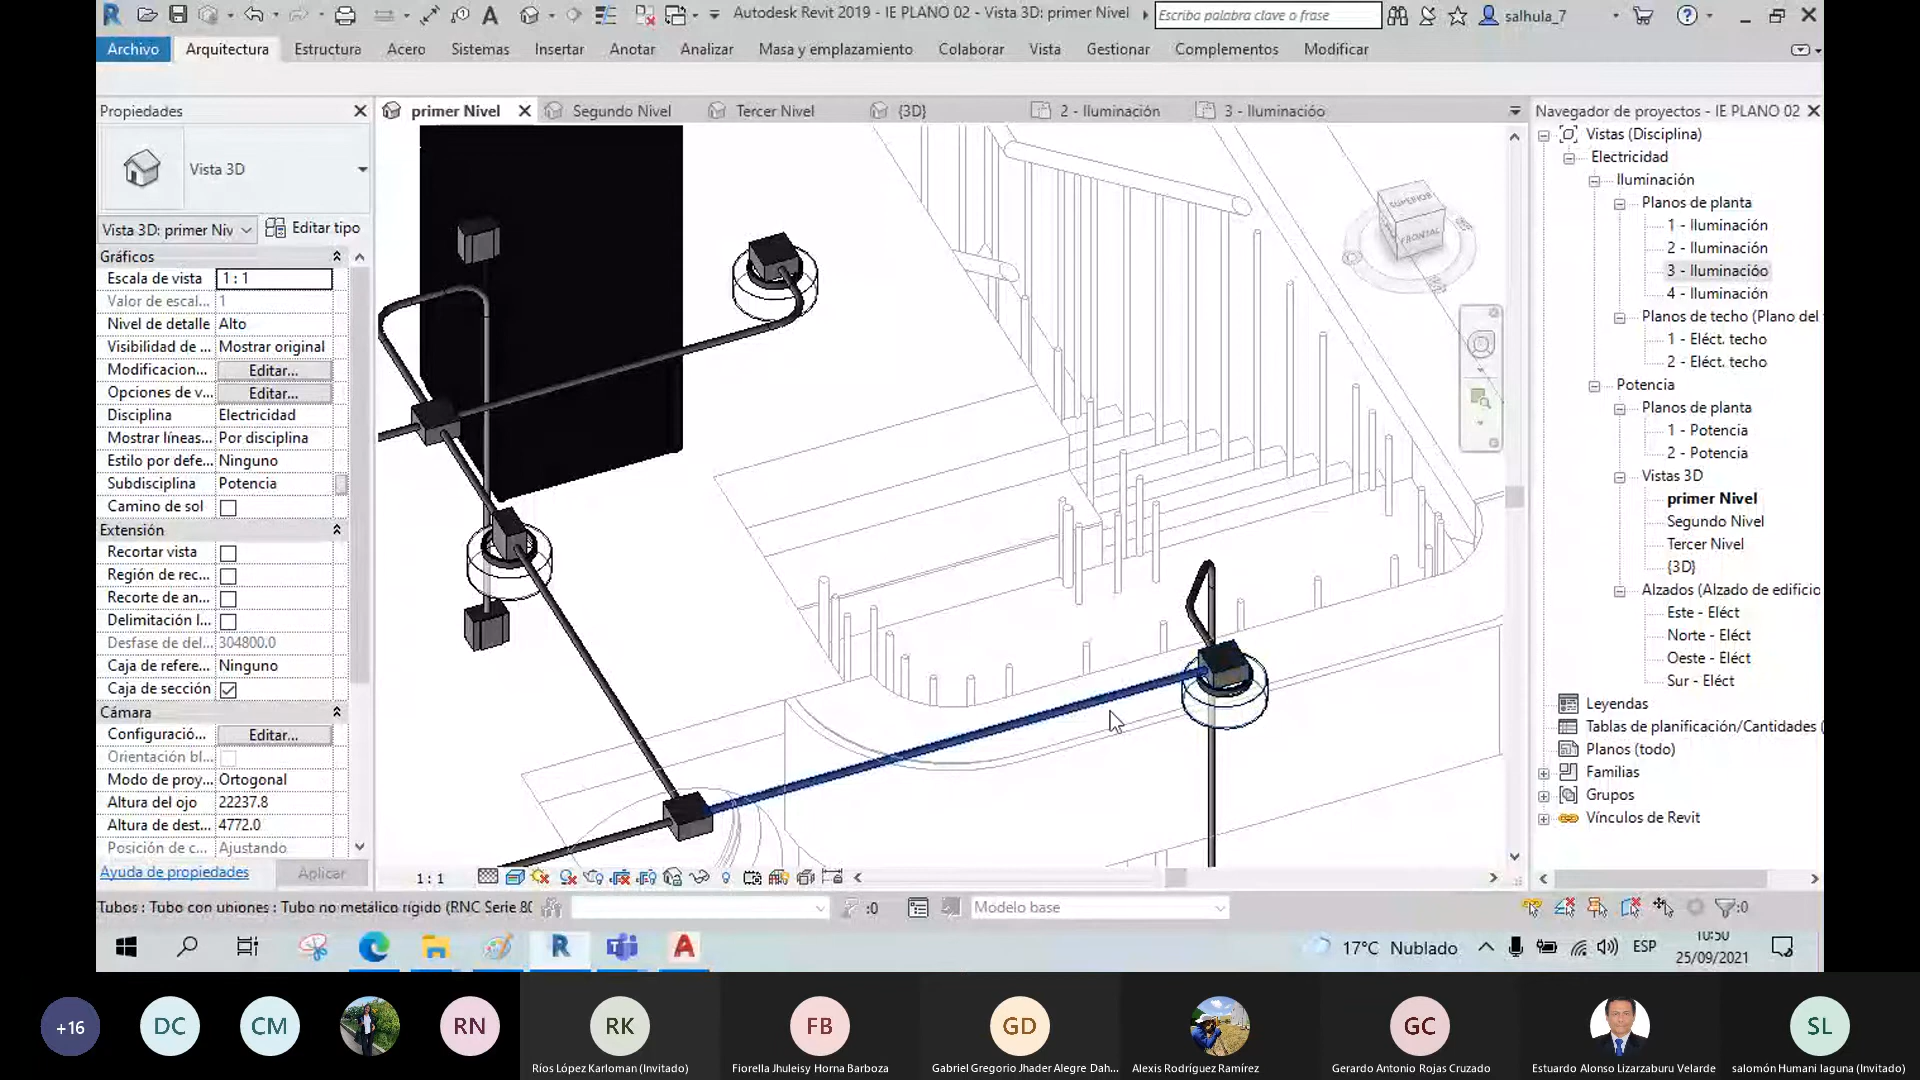 Autodesk Revit 2019 - IE PLANO 02 - Vista 3D: primer Nivel
Escriba palabra clave o frase
salhula_7
Archivo
Arquitectura
Estructura
Acero
Sistemas
Insertar
Anotar
Analizar
Masa y emplazamiento
Colaborar
Vista
Gestionar
Complementos
Modificar
Propiedades
primer Nivel
Segundo Nivel
Tercer Nivel
{3D}
2 - Iluminación
3 - Iluminacióo
Navegador de proyectos - IE PLANO 02
Vista 3D
Vista 3D: primer Niv
Editar tipo
Gráficos
Escala de vista 1 : 1
Valor de escal... 1
Nivel de detalle Alto
Visibilidad de ... Mostrar original
Modificacion... Editar...
Opciones de v... Editar...
Disciplina Electricidad
Mostrar líneas... Por disciplina
Estilo por defe... Ninguno
Subdisciplina Potencia
Camino de sol
Extensión
Recortar vista
Región de rec...
Recorte de an...
Delimitación l...
Desfase de del... 304800.0
Caja de refere... Ninguno
Caja de sección
Cámara
Configuració... Editar...
Orientación bl...
Modo de proy... Ortogonal
Altura del ojo 22237.8
Altura de dest... 4772.0
Posición de c... Ajustando
Ayuda de propiedades
Aplicar
SUPERIOR
FRONTAL
Vistas (Disciplina)
Electricidad
Iluminación
Planos de planta
1 - Iluminación
2 - Iluminación
3 - Iluminacióo
4 - Iluminación
Planos de techo (Plano del
1 - Eléct. techo
2 - Eléct. techo
Potencia
Planos de planta
1 - Potencia
2 - Potencia
Vistas 3D
primer Nivel
Segundo Nivel
Tercer Nivel
{3D}
Alzados (Alzado de edificio
Este - Eléct
Norte - Eléct
Oeste - Eléct
Sur - Eléct
Leyendas
Tablas de planificación/Cantidades (
Planos (todo)
Familias
Grupos
Vínculos de Revit
1 : 1
Tubos : Tubo con uniones : Tubo no metálico rígido (RNC Serie 80
:0
Modelo base
:0
17°C Nublado
ESP
10:50
25/09/2021
+16
DC
CM
RN
RK
FB
GD
GC
SL
Ríos López Karloman (Invitado)
Fiorella Jhuleisy Horna Barboza
Gabriel Gregorio Jhader Alegre Dah...
Alexis Rodríguez Ramírez
Gerardo Antonio Rojas Cruzado
Estuardo Alonso Lizarzaburu Velarde
salomón Humani laguna (Invitado)